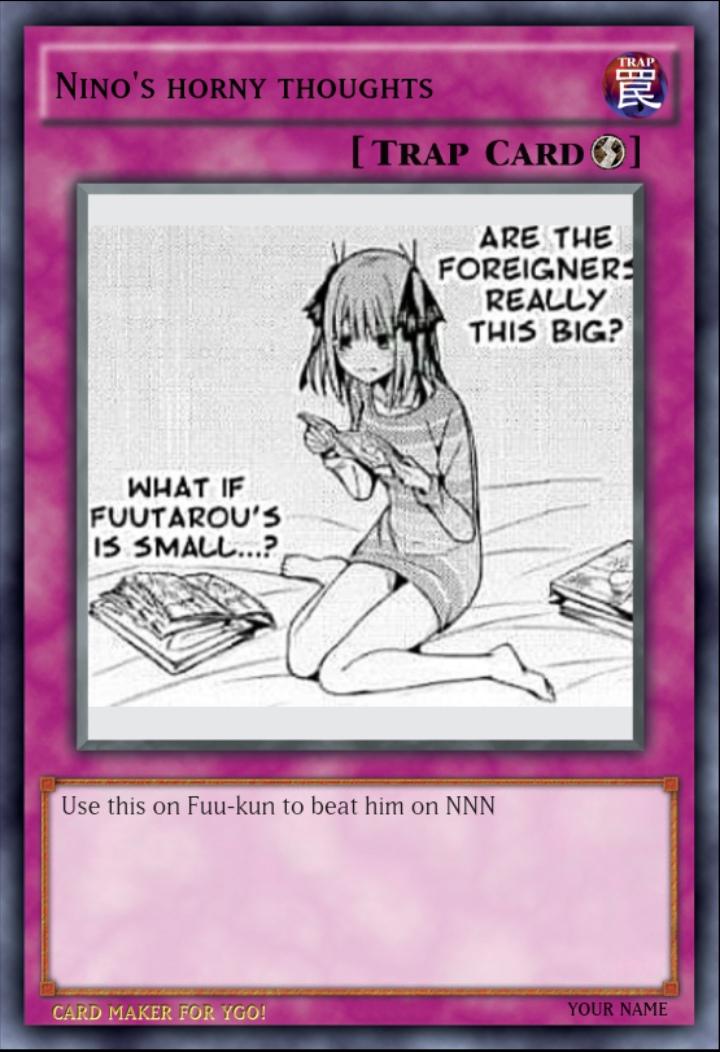 Nino's horny thoughts
TRAP
罠
[Trap Card]
ARE THE
FOREIGNERS
REALLY
THIS BIG?
WHAT IF
FUUTAROU'S
IS SMALL...?
Use this on Fuu-kun to beat him on NNN
CARD MAKER FOR YGO!
YOUR NAME